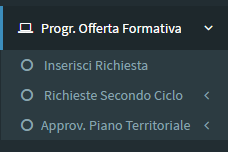 Progr. Offerta Formativa
Inserisci Richiesta
Richieste Secondo Ciclo
Approv. Piano Territoriale